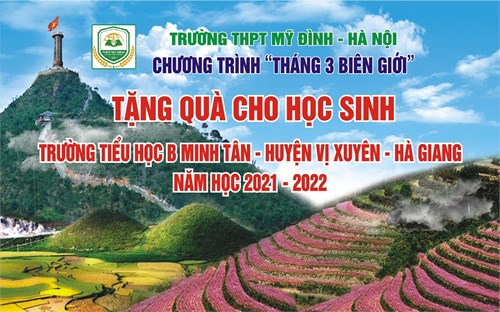 TRƯỜNG THPT MỸ ĐÌNH - HÀ NỘI
CHƯƠNG TRÌNH “THÁNG 3 BIÊN GIỚI”
TẶNG QUÀ CHO HỌC SINH
TRƯỜNG TIỂU HỌC B MINH TÂN - HUYỆN VỊ XUYÊN - HÀ GIANG
NĂM HỌC 2021 - 2022